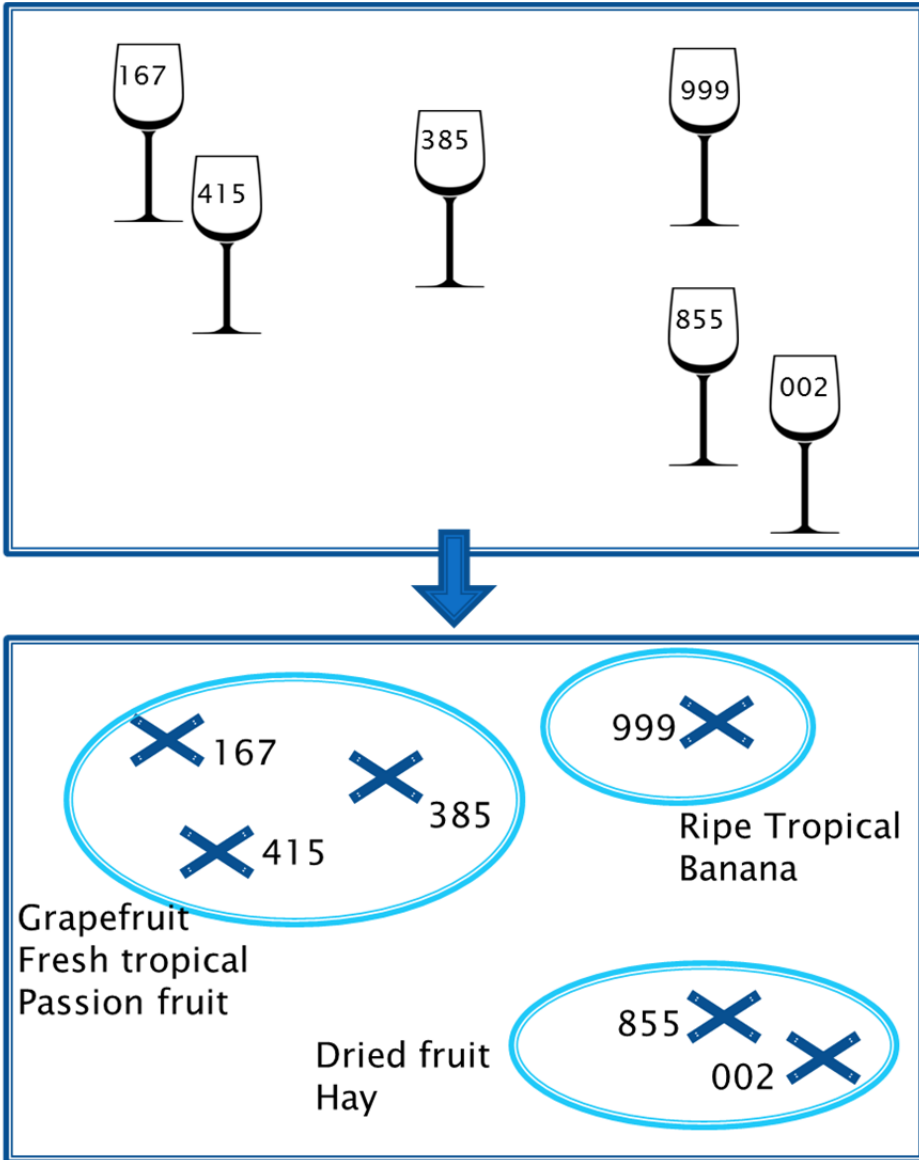 167
999
385
415
855
002
999
167
385
415
Ripe Tropical
Banana
Grapefruit
Fresh tropical
Passion fruit
855
Dried fruit
002
Hay